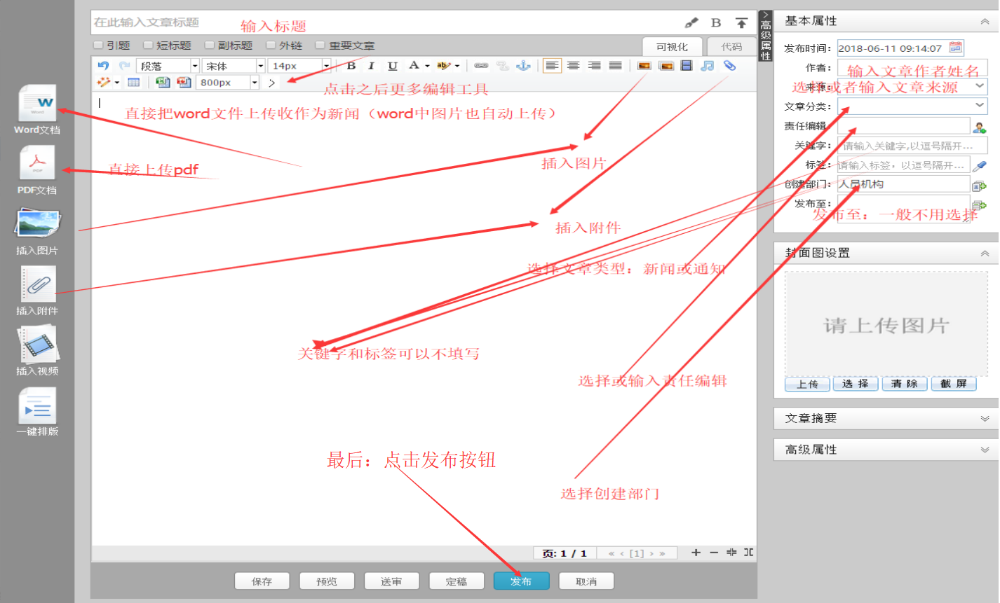 在此输入文章标题
输入标题
B
引题 短标题 副标题 外链 重要文章
可视化 代码
段落 宋体 14px B I U A ab
800px
点击之后更多编辑工具
直接把word文件上传收作为新闻（word中图片也自动上传）
W
Word
Word文档
直接上传pdf
PDF
PDF文档
插入图片
插入图片
插入附件
插入附件
选择文章类型：新闻或通知
关键字和标签可以不填写
插入视频
选择或输入责任编辑
一键排版
最后：点击发布按钮
选择创建部门
页: 1 / 1 « ‹ [1] › »
保存 预览 送审 定稿 发布 取消
高级属性
基本属性
发布时间: 2018-06-11 09:14:07
作者: 输入文章作者姓名
来源: 选择或者输入文章来源
文章分类:
责任编辑:
关键字: 请输入关键字,以逗号隔开...
标签: 请输入标签，以逗号隔开...
创建部门: 人员机构
发布至:
发布至：一般不用选择
封面图设置
请上传图片
上传 选择 清除 截屏
文章摘要
高级属性